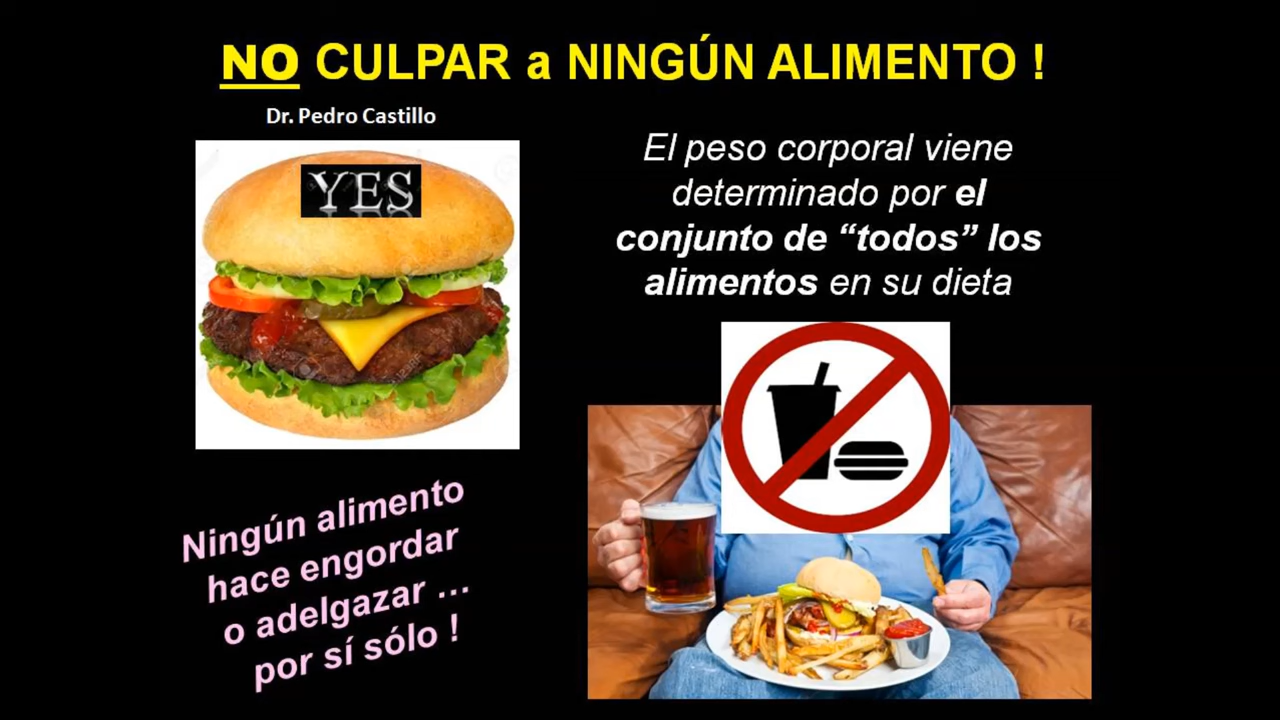 NO CULPAR a NINGÚN ALIMENTO !
Dr. Pedro Castillo
YES
El peso corporal viene
determinado por el
conjunto de “todos” los
alimentos en su dieta
Ningún alimento
hace engordar
o adelgazar ...
por sí sólo !